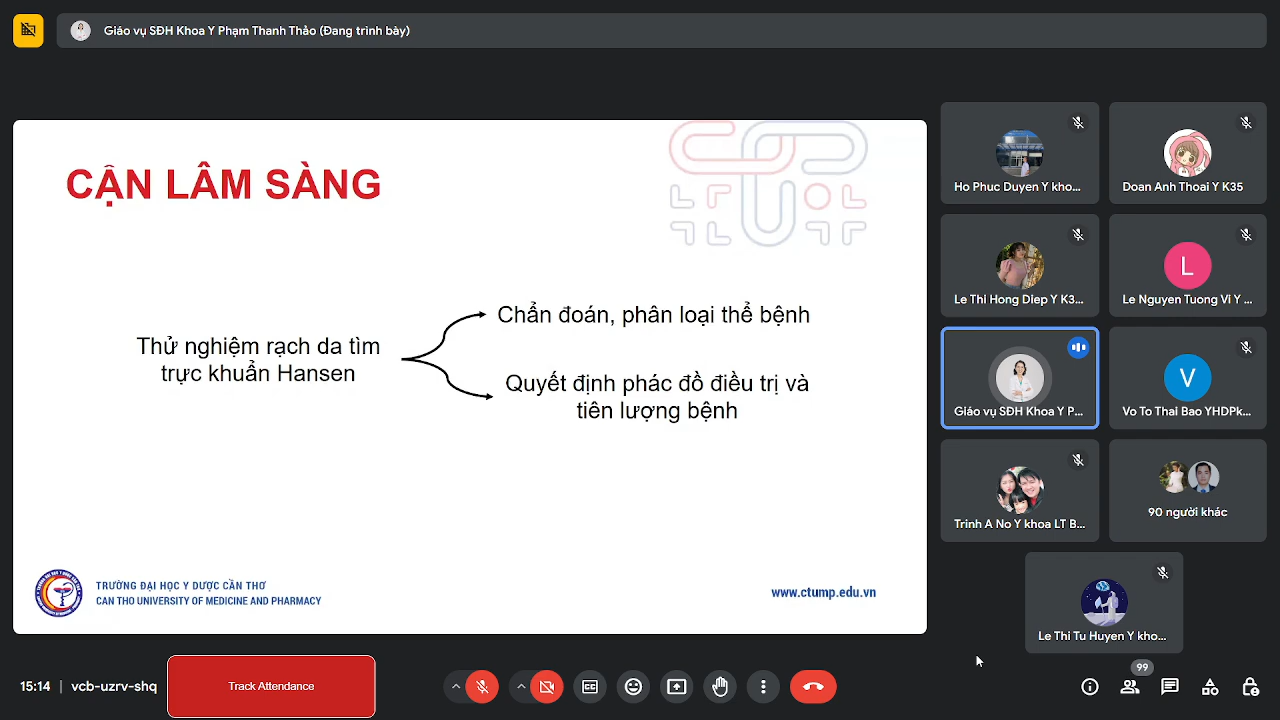 Giáo vụ SĐH Khoa Y Phạm Thanh Thảo (Đang trình bày)
CẬN LÂM SÀNG
Thử nghiệm rạch da tìm
trực khuẩn Hansen
Chẩn đoán, phân loại thể bệnh
Quyết định phác đồ điều trị và
tiên lượng bệnh
TRƯỜNG ĐẠI HỌC Y DƯỢC CẦN THƠ
CAN THO UNIVERSITY OF MEDICINE AND PHARMACY
www.ctump.edu.vn
Ho Phuc Duyen Y kho...
Doan Anh Thoai Y K35
Le Thi Hong Diep Y K3...
L
Le Nguyen Tuong Vi Y ...
Giáo vụ SĐH Khoa Y P...
V
Vo To Thai Bao YHDPk...
Trinh A No Y khoa LT B...
90 người khác
Le Thi Tu Huyen Y kho...
15:14 | vcb-uzrv-shq
Track Attendance
99